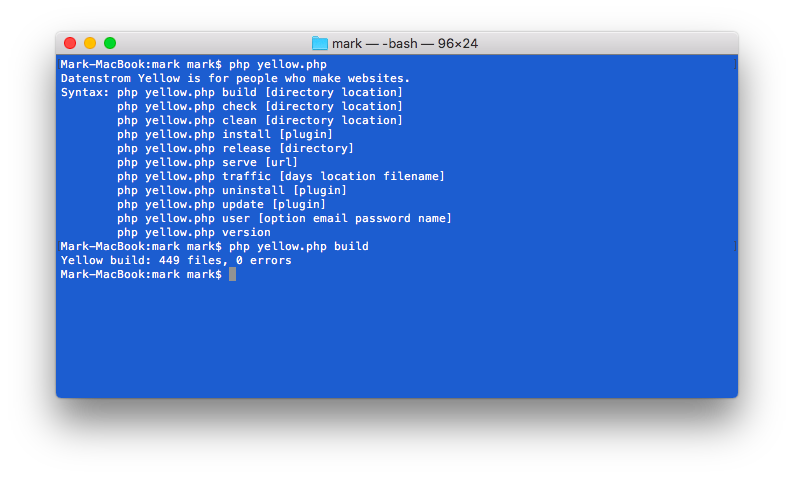 mark — -bash — 96×24
Mark-MacBook:mark mark$ php yellow.php
Datenstrom Yellow is for people who make websites.
Syntax: php yellow.php build [directory location]
        php yellow.php check [directory location]
        php yellow.php clean [directory location]
        php yellow.php install [plugin]
        php yellow.php release [directory]
        php yellow.php serve [url]
        php yellow.php traffic [days location filename]
        php yellow.php uninstall [plugin]
        php yellow.php update [plugin]
        php yellow.php user [option email password name]
        php yellow.php version
Mark-MacBook:mark mark$ php yellow.php build
Yellow build: 449 files, 0 errors
Mark-MacBook:mark mark$